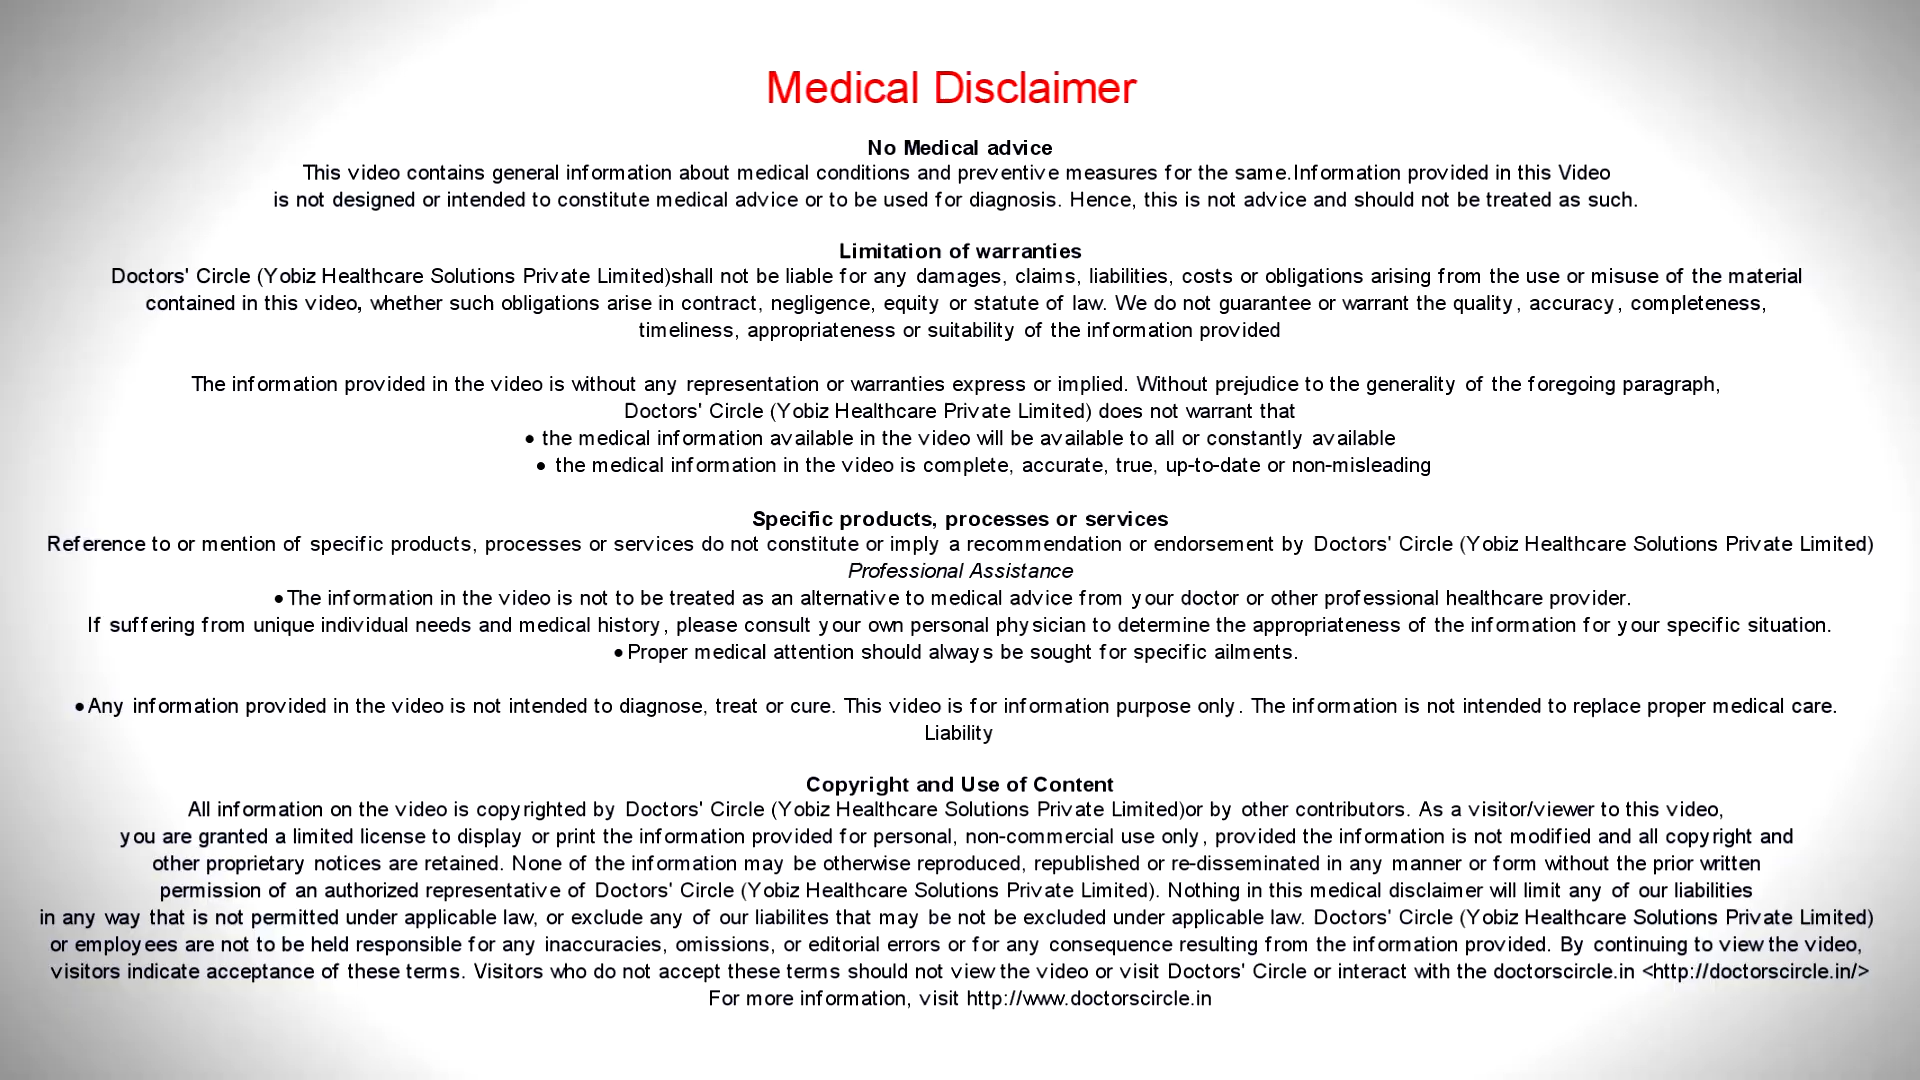 Medical Disclaimer
No Medical advice
This video contains general information about medical conditions and preventive measures for the same.Information provided in this Video
is not designed or intended to constitute medical advice or to be used for diagnosis. Hence, this is not advice and should not be treated as such.
Limitation of warranties
Doctors' Circle (Yobiz Healthcare Solutions Private Limited)shall not be liable for any damages, claims, liabilities, costs or obligations arising from the use or misuse of the material
contained in this video, whether such obligations arise in contract, negligence, equity or statute of law. We do not guarantee or warrant the quality, accuracy, completeness,
timeliness, appropriateness or suitability of the information provided
The information provided in the video is without any representation or warranties express or implied. Without prejudice to the generality of the foregoing paragraph,
Doctors' Circle (Yobiz Healthcare Private Limited) does not warrant that
• the medical information available in the video will be available to all or constantly available
• the medical information in the video is complete, accurate, true, up-to-date or non-misleading
Specific products, processes or services
Reference to or mention of specific products, processes or services do not constitute or imply a recommendation or endorsement by Doctors' Circle (Yobiz Healthcare Solutions Private Limited)
Professional Assistance
•The information in the video is not to be treated as an alternative to medical advice from your doctor or other professional healthcare provider.
If suffering from unique individual needs and medical history, please consult your own personal physician to determine the appropriateness of the information for your specific situation.
•Proper medical attention should always be sought for specific ailments.
•Any information provided in the video is not intended to diagnose, treat or cure. This video is for information purpose only. The information is not intended to replace proper medical care.
Liability
Copyright and Use of Content
All information on the video is copyrighted by Doctors' Circle (Yobiz Healthcare Solutions Private Limited)or by other contributors. As a visitor/viewer to this video,
you are granted a limited license to display or print the information provided for personal, non-commercial use only, provided the information is not modified and all copyright and
other proprietary notices are retained. None of the information may be otherwise reproduced, republished or re-disseminated in any manner or form without the prior written
permission of an authorized representative of Doctors' Circle (Yobiz Healthcare Solutions Private Limited). Nothing in this medical disclaimer will limit any of our liabilities
in any way that is not permitted under applicable law, or exclude any of our liabilites that may be not be excluded under applicable law. Doctors' Circle (Yobiz Healthcare Solutions Private Limited)
or employees are not to be held responsible for any inaccuracies, omissions, or editorial errors or for any consequence resulting from the information provided. By continuing to view the video,
visitors indicate acceptance of these terms. Visitors who do not accept these terms should not view the video or visit Doctors' Circle or interact with the doctorscircle.in <http://doctorscircle.in/>
For more information, visit http://www.doctorscircle.in